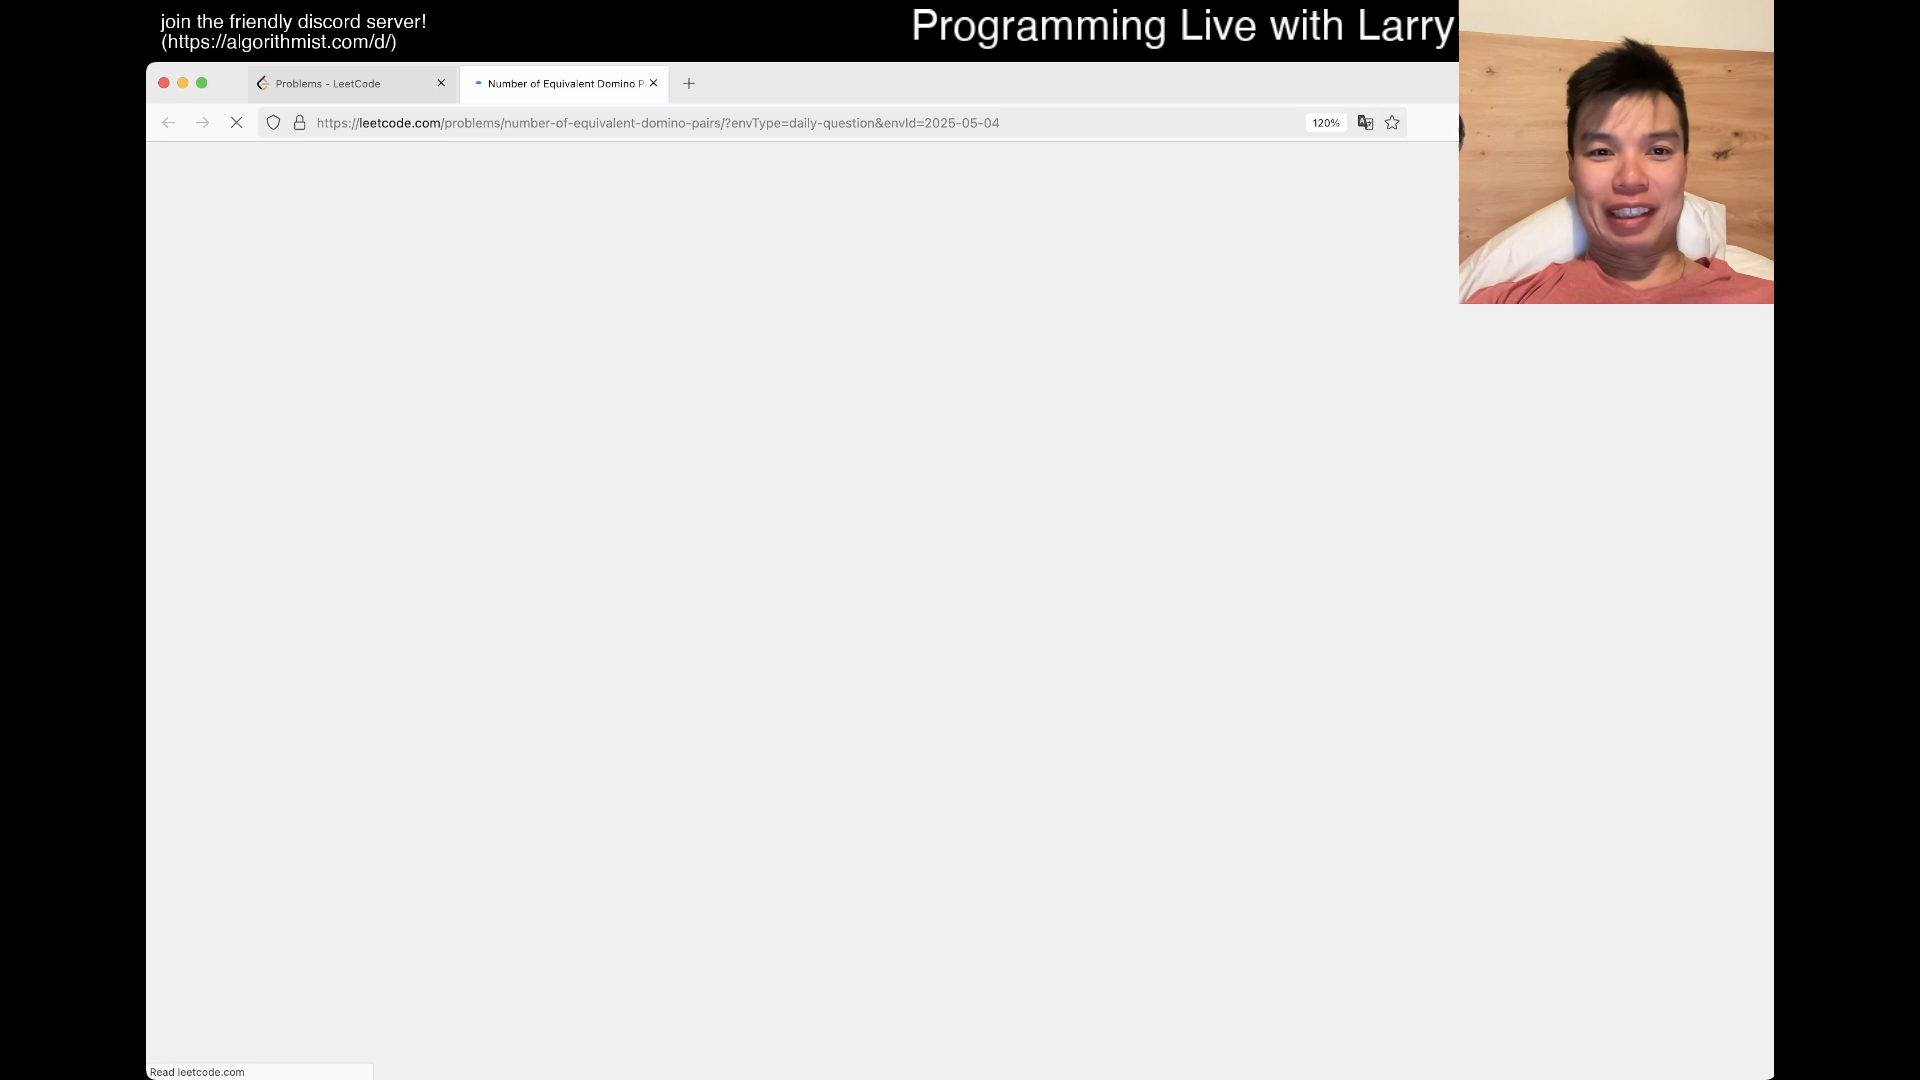 join the friendly discord server!
(https://algorithmist.com/d/)
Programming Live with Larry
Problems - LeetCode
Number of Equivalent Domino P
https://leetcode.com/problems/number-of-equivalent-domino-pairs/?envType=daily-question&envId=2025-05-04
120%
Read leetcode.com